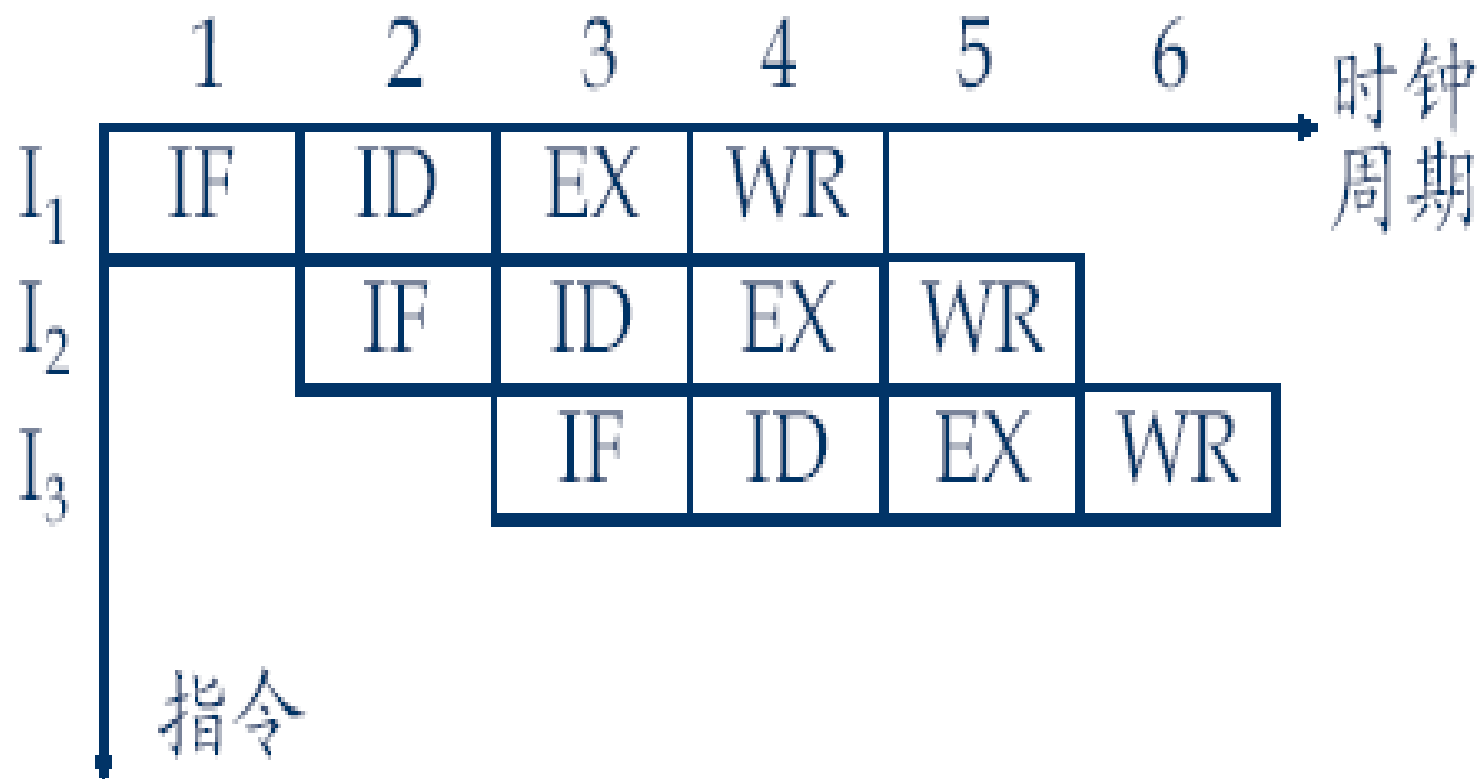 1 2 3 4 5 6 时钟
周期
I1 IF ID EX WR
I2 IF ID EX WR
I3 IF ID EX WR
指令